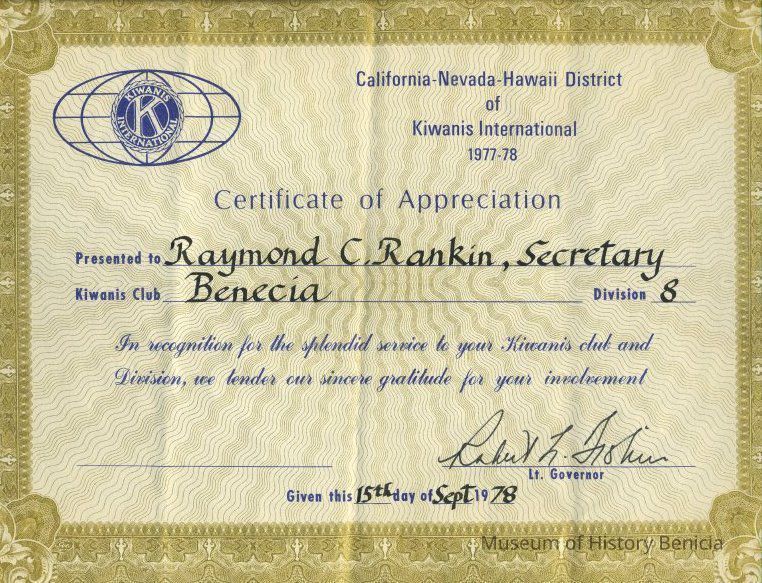 KIWANIS
K
INTERNATIONAL
California-Nevada-Hawaii District
of
Kiwanis International
1977-78
Certificate of Appreciation
Presented to Raymond C. Rankin, Secretary
Kiwanis Club Benecia Division 8
In recognition for the splendid service to your Kiwanis club and
Division, we tender our sincere gratitude for your involvement
Robert L.
Lt. Governor
Given this 15th day of Sept 1978
Museum of History Benicia